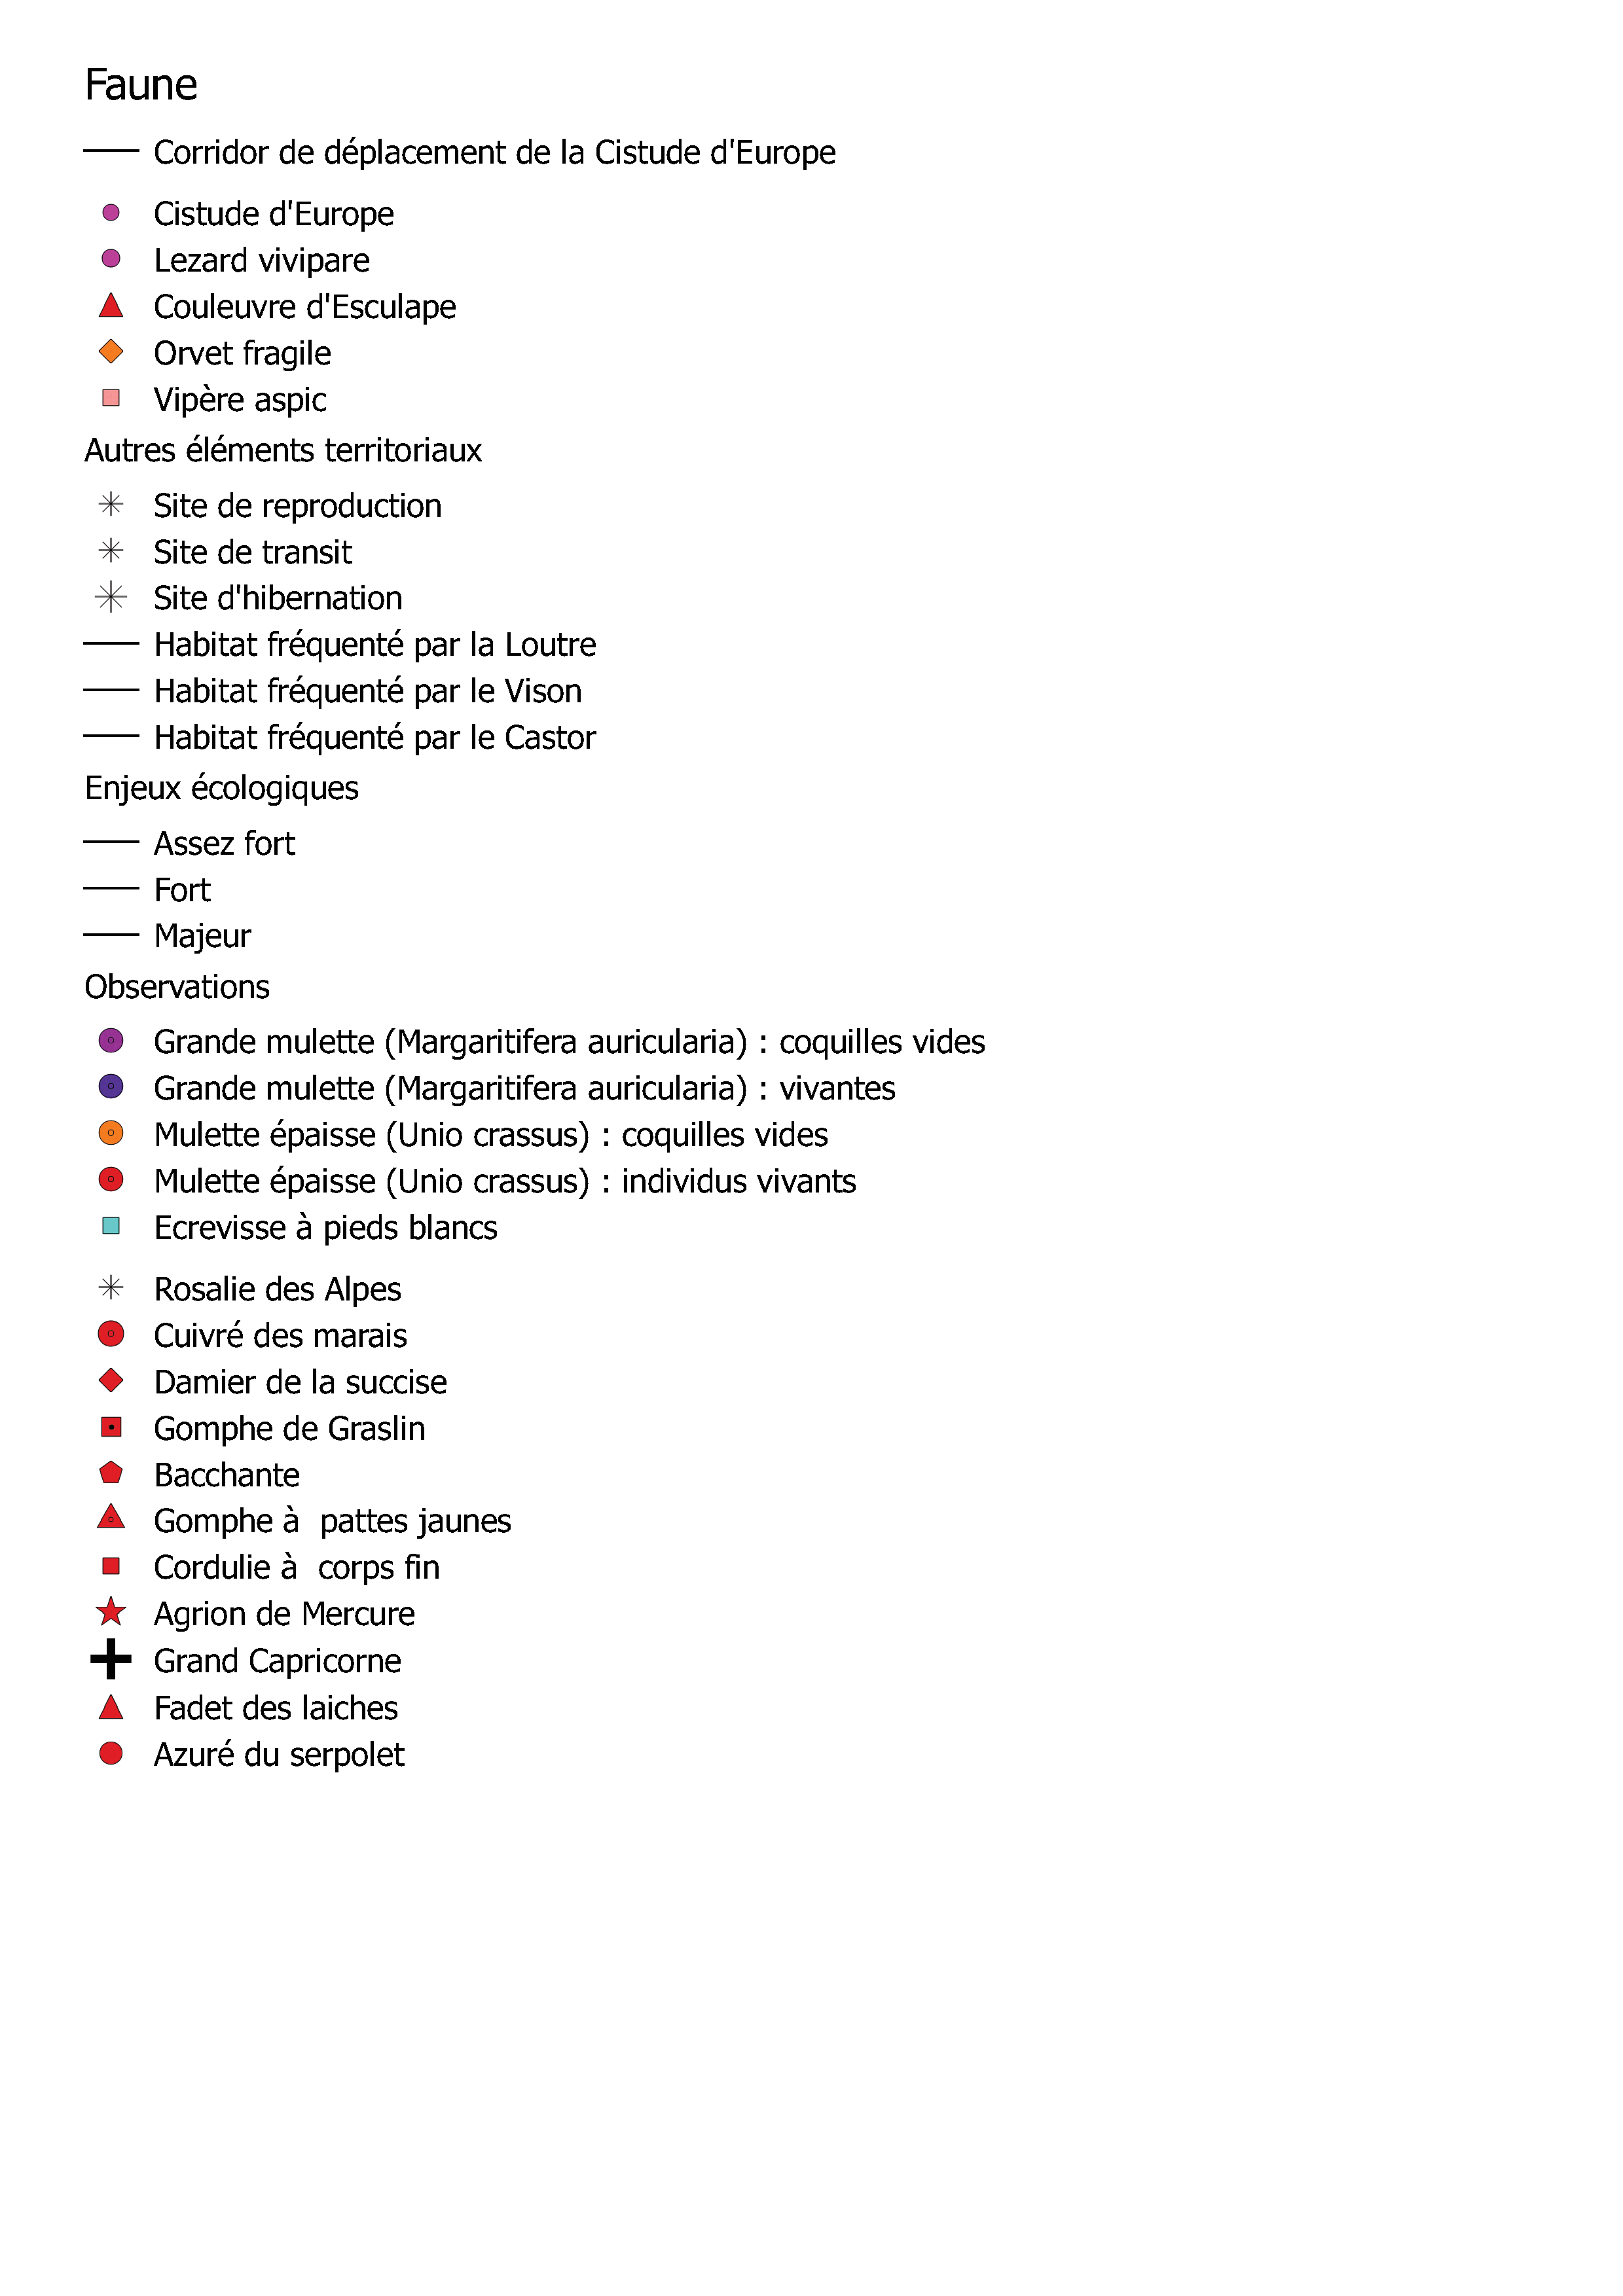 Faune
Corridor de déplacement de la Cistude d'Europe
Cistude d'Europe
Lezard vivipare
Couleuvre d'Esculape
Orvet fragile
Vipère aspic
Autres éléments territoriaux
Site de reproduction
Site de transit
Site d'hibernation
Habitat fréquenté par la Loutre
Habitat fréquenté par le Vison
Habitat fréquenté par le Castor
Enjeux écologiques
Assez fort
Fort
Majeur
Observations
Grande mulette (Margaritifera auricularia) : coquilles vides
Grande mulette (Margaritifera auricularia) : vivantes
Mulette épaisse (Unio crassus) : coquilles vides
Mulette épaisse (Unio crassus) : individus vivants
Ecrevisse à pieds blancs
Rosalie des Alpes
Cuivré des marais
Damier de la succise
Gomphe de Graslin
Bacchante
Gomphe à  pattes jaunes
Cordulie à  corps fin
Agrion de Mercure
Grand Capricorne
Fadet des laiches
Azuré du serpolet